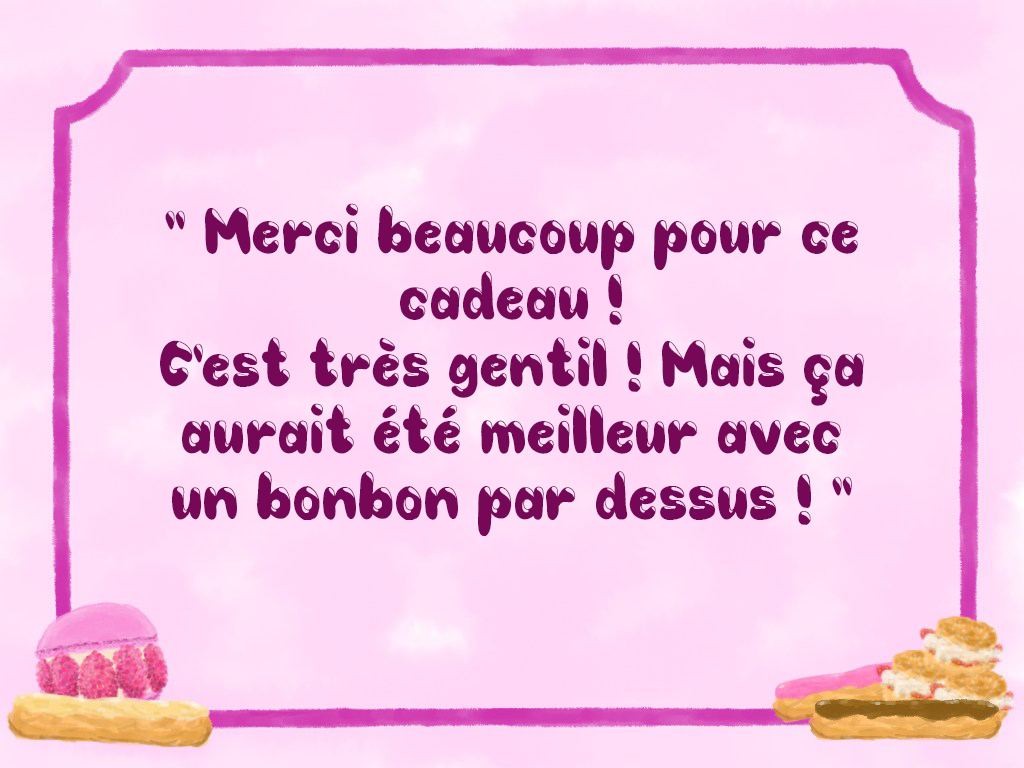 " Merci beaucoup pour ce
cadeau !
C'est très gentil ! Mais ça
aurait été meilleur avec
un bonbon par dessus ! "